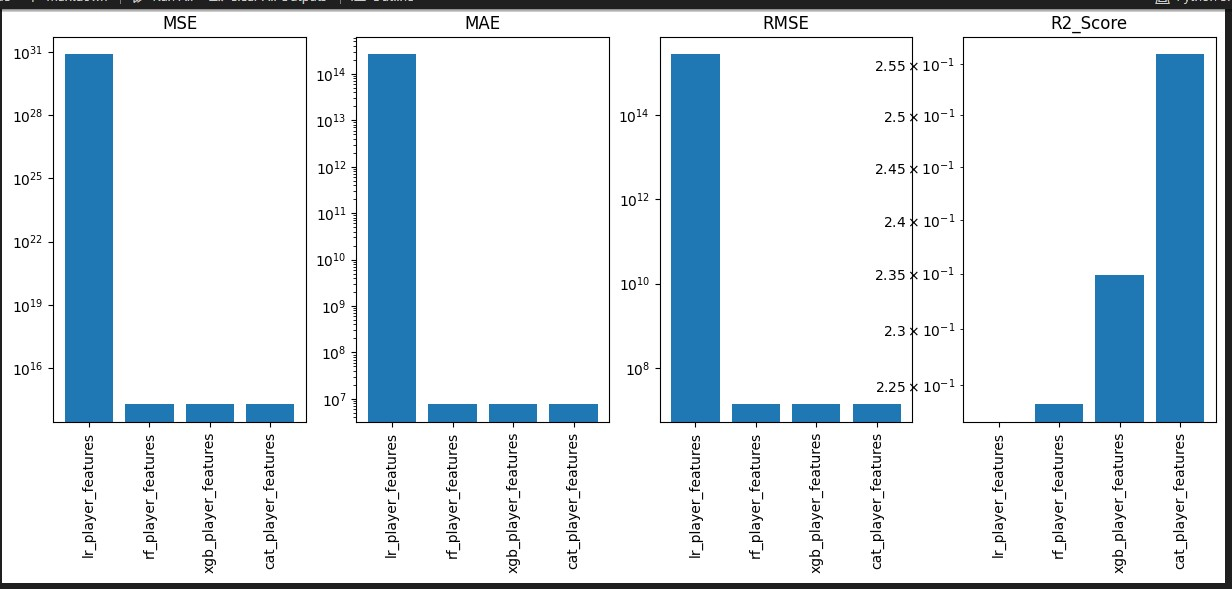 MSE
10^31
10^28
10^25
10^22
10^19
10^16
lr_player_features
rf_player_features
xgb_player_features
cat_player_features
MAE
10^14
10^13
10^12
10^11
10^10
10^9
10^8
10^7
lr_player_features
rf_player_features
xgb_player_features
cat_player_features
RMSE
10^14
10^12
10^10
10^8
lr_player_features
rf_player_features
xgb_player_features
cat_player_features
R2_Score
2.55 × 10^−1
2.5 × 10^−1
2.45 × 10^−1
2.4 × 10^−1
2.35 × 10^−1
2.3 × 10^−1
2.25 × 10^−1
lr_player_features
rf_player_features
xgb_player_features
cat_player_features